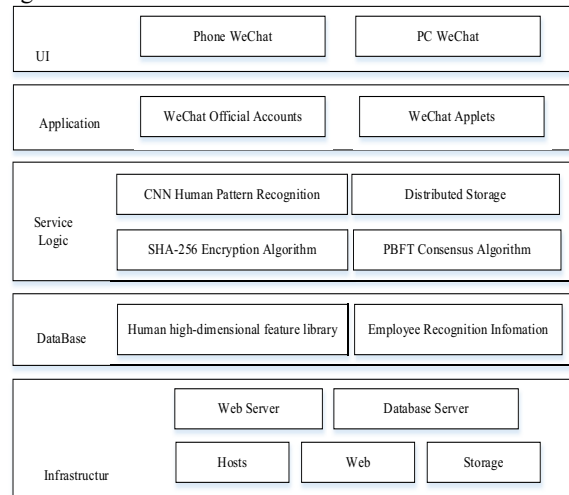 Phone WeChat
PC WeChat
UI
WeChat Official Accounts
WeChat Applets
Application
CNN Human Pattern Recognition
Distributed Storage
Service
Logic
SHA-256 Encryption Algorithm
PBFT Consensus Algorithm
Human high-dimensional feature library
Employee Recognition Infomation
DataBase
Web Server
Database Server
Hosts
Web
Storage
Infrastructur